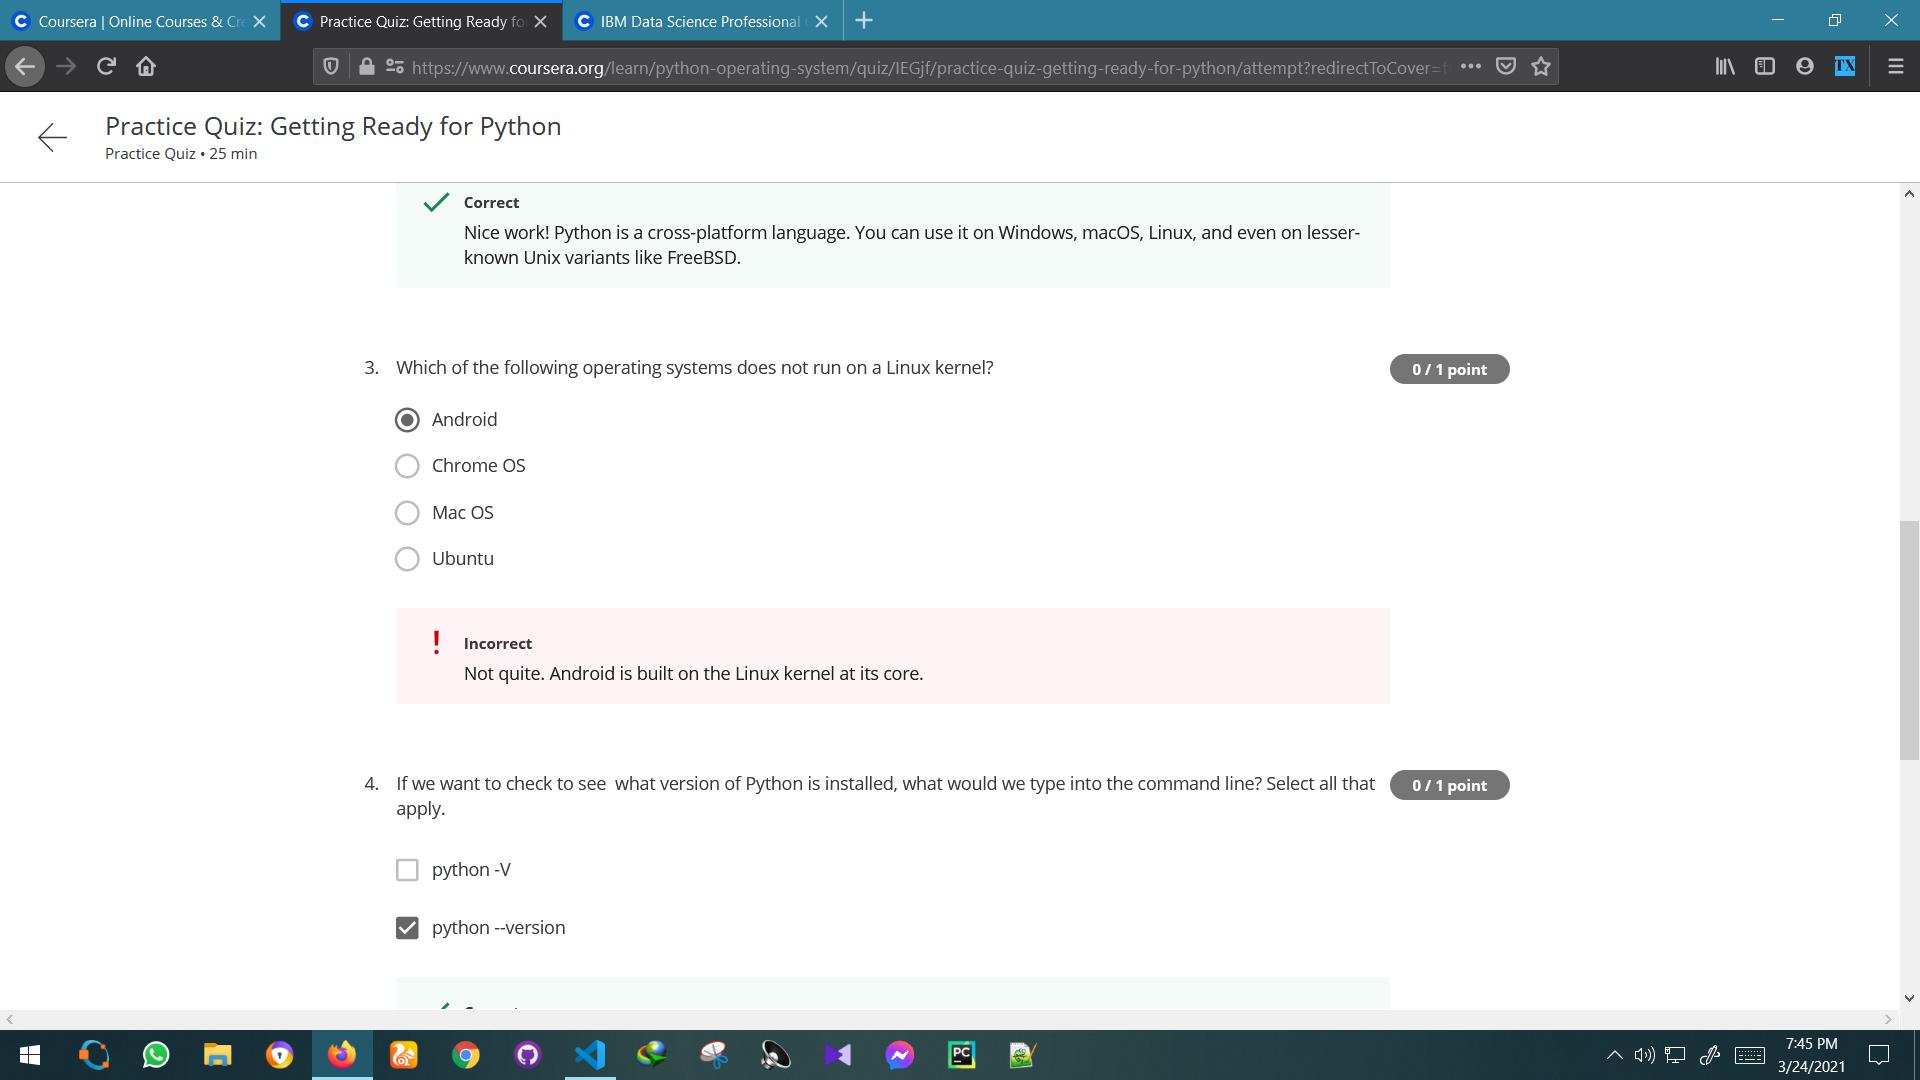 Coursera | Online Courses & Cr
Practice Quiz: Getting Ready fo
IBM Data Science Professional
https://www.coursera.org/learn/python-operating-system/quiz/IEGjf/practice-quiz-getting-ready-for-python/attempt?redirectToCover=
TX
Practice Quiz: Getting Ready for Python
Practice Quiz • 25 min
Correct
Nice work! Python is a cross-platform language. You can use it on Windows, macOS, Linux, and even on lesser-
known Unix variants like FreeBSD.
3. Which of the following operating systems does not run on a Linux kernel?
0 / 1 point
Android
Chrome OS
Mac OS
Ubuntu
! Incorrect
Not quite. Android is built on the Linux kernel at its core.
4. If we want to check to see what version of Python is installed, what would we type into the command line? Select all that
apply.
0 / 1 point
python -V
python --version
PC
7:45 PM
3/24/2021